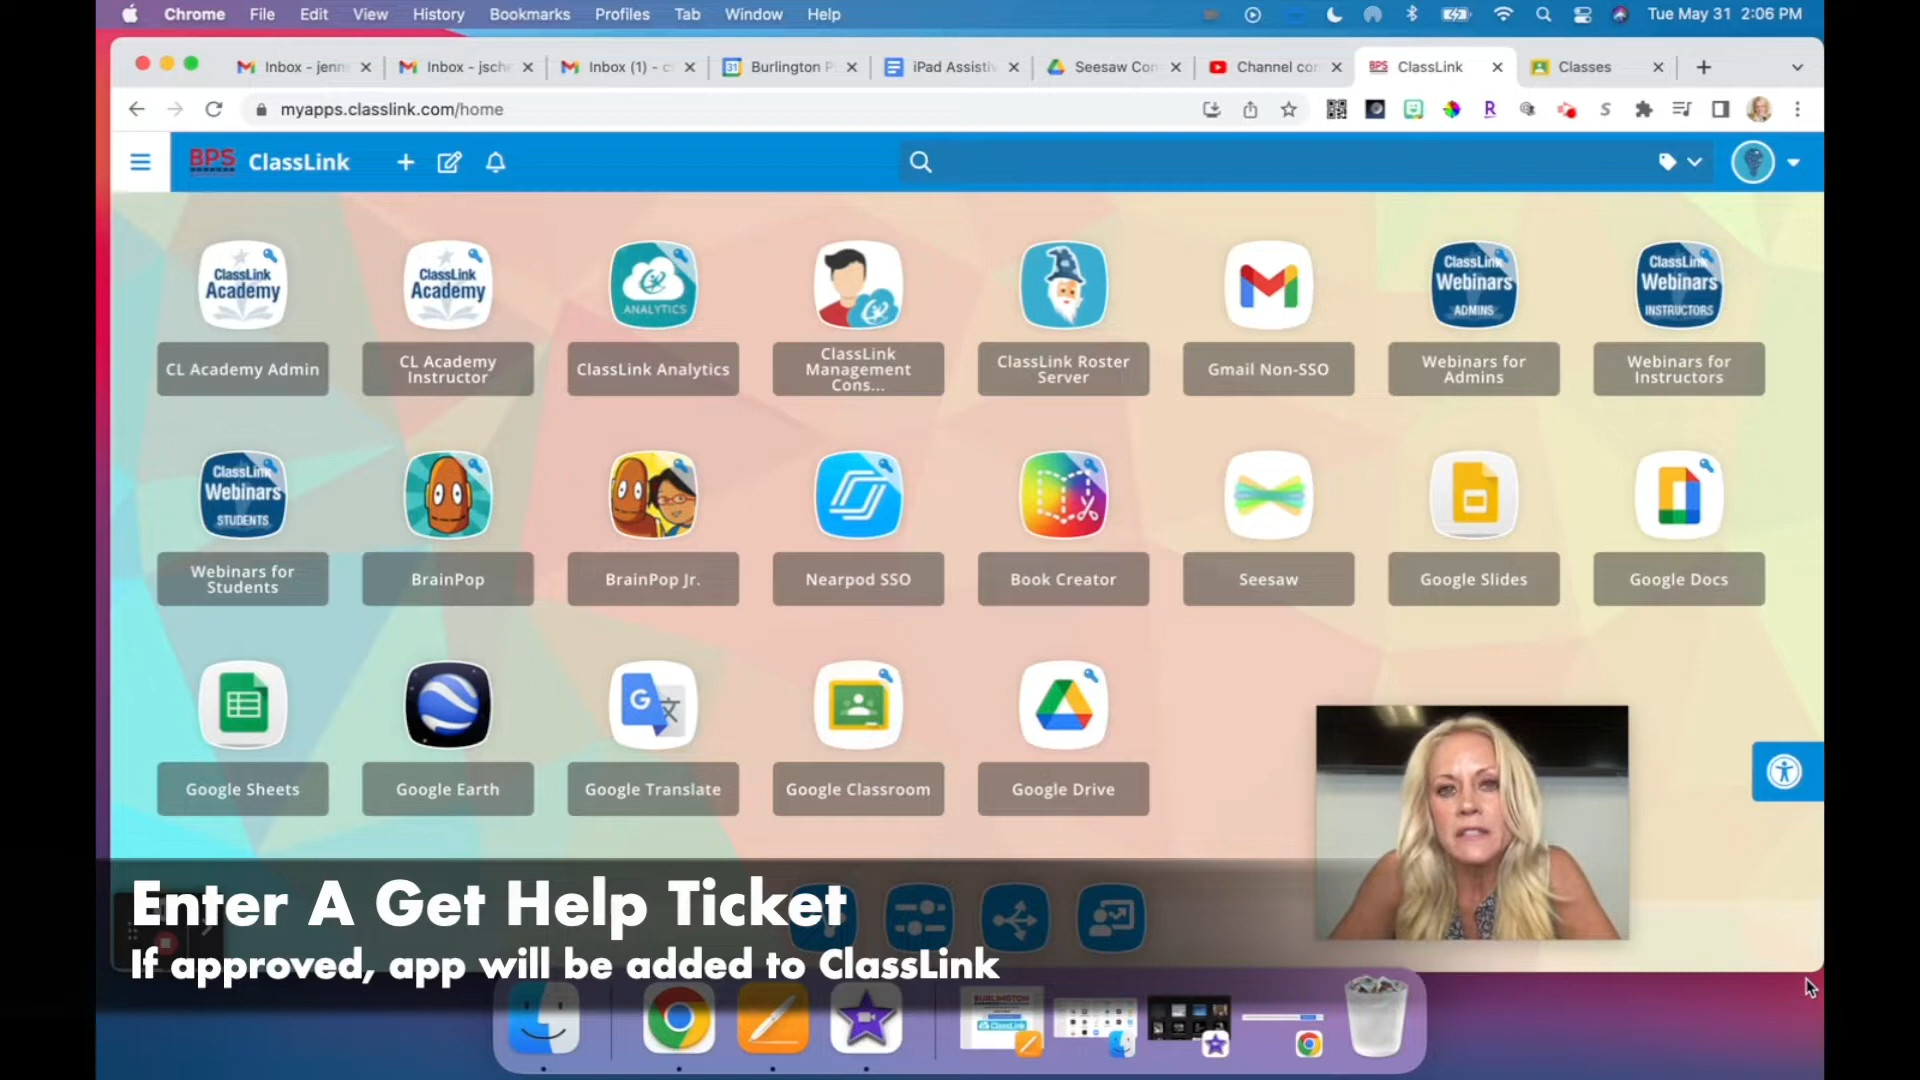 Chrome File Edit View History Bookmarks Profiles Tab Window Help Tue May 31 2:06 PM
Inbox - jenn Inbox - jsch Inbox (1) - c Burlington P iPad Assisti Seesaw Con Channel co ClassLink Classes
myapps.classlink.com/home
BPS ClassLink
ClassLink Academy ClassLink Academy ANALYTICS ClassLink Webinars ADMINS ClassLink Webinars INSTRUCTORS
CL Academy Admin CL Academy Instructor ClassLink Analytics ClassLink Management Cons... ClassLink Roster Server Gmail Non-SSO Webinars for Admins Webinars for Instructors
ClassLink Webinars STUDENTS
Webinars for Students BrainPop BrainPop Jr. Nearpod SSO Book Creator Seesaw Google Slides Google Docs
Google Sheets Google Earth Google Translate Google Classroom Google Drive
Enter A Get Help Ticket
If approved, app will be added to ClassLink
BURLINGTON
ClassLink